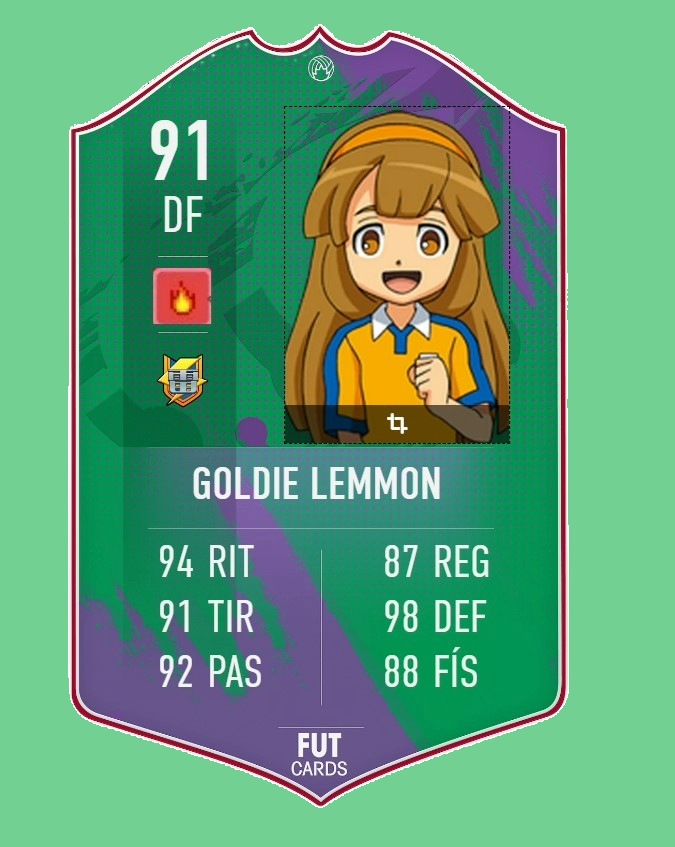 91
DF
GOLDIE LEMMON
94 RIT
87 REG
91 TIR
98 DEF
92 PAS
88 FÍS
FUT
CARDS